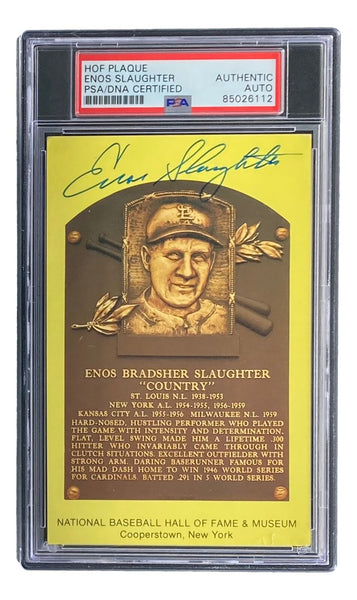 HOF PLAQUE
ENOS SLAUGHTER
PSA/DNA CERTIFIED
AUTHENTIC
AUTO
85026112
PSA
Enos Slaughter
ENOS BRADSHER SLAUGHTER
"COUNTRY"
ST. LOUIS N.L. 1938-1953
NEW YORK A.L. 1954-1955, 1956-1959
KANSAS CITY A.L. 1955-1956 MILWAUKEE N.L. 1959
HARD-NOSED, HUSTLING PERFORMER WHO PLAYED
THE GAME WITH INTENSITY AND DETERMINATION.
FLAT, LEVEL SWING MADE HIM A LIFETIME .300
HITTER WHO INVARIABLY CAME THROUGH IN
CLUTCH SITUATIONS. EXCELLENT OUTFIELDER WITH
STRONG ARM. DARING BASERUNNER FAMOUS FOR
HIS MAD DASH HOME TO WIN 1946 WORLD SERIES
FOR CARDINALS. BATTED .291 IN 5 WORLD SERIES.
NATIONAL BASEBALL HALL OF FAME & MUSEUM
Cooperstown, New York